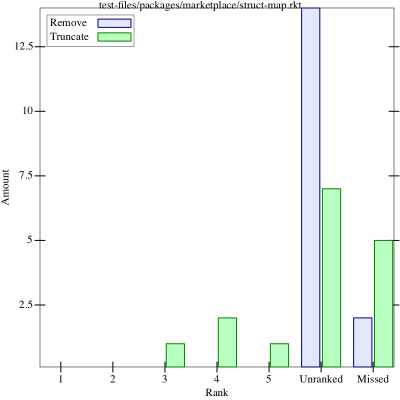 test-files/packages/marketplace/struct-map.rkt
Remove
Truncate
12.5
10
7.5
5
2.5
Amount
1 2 3 4 5 Unranked Missed
Rank